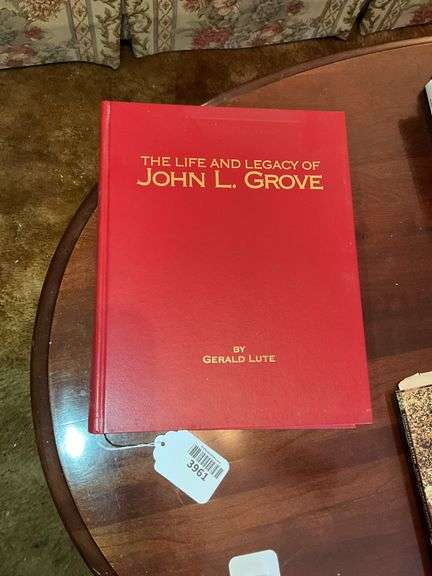 THE LIFE AND LEGACY OF
JOHN L. GROVE
BY
GERALD LUTE
3961